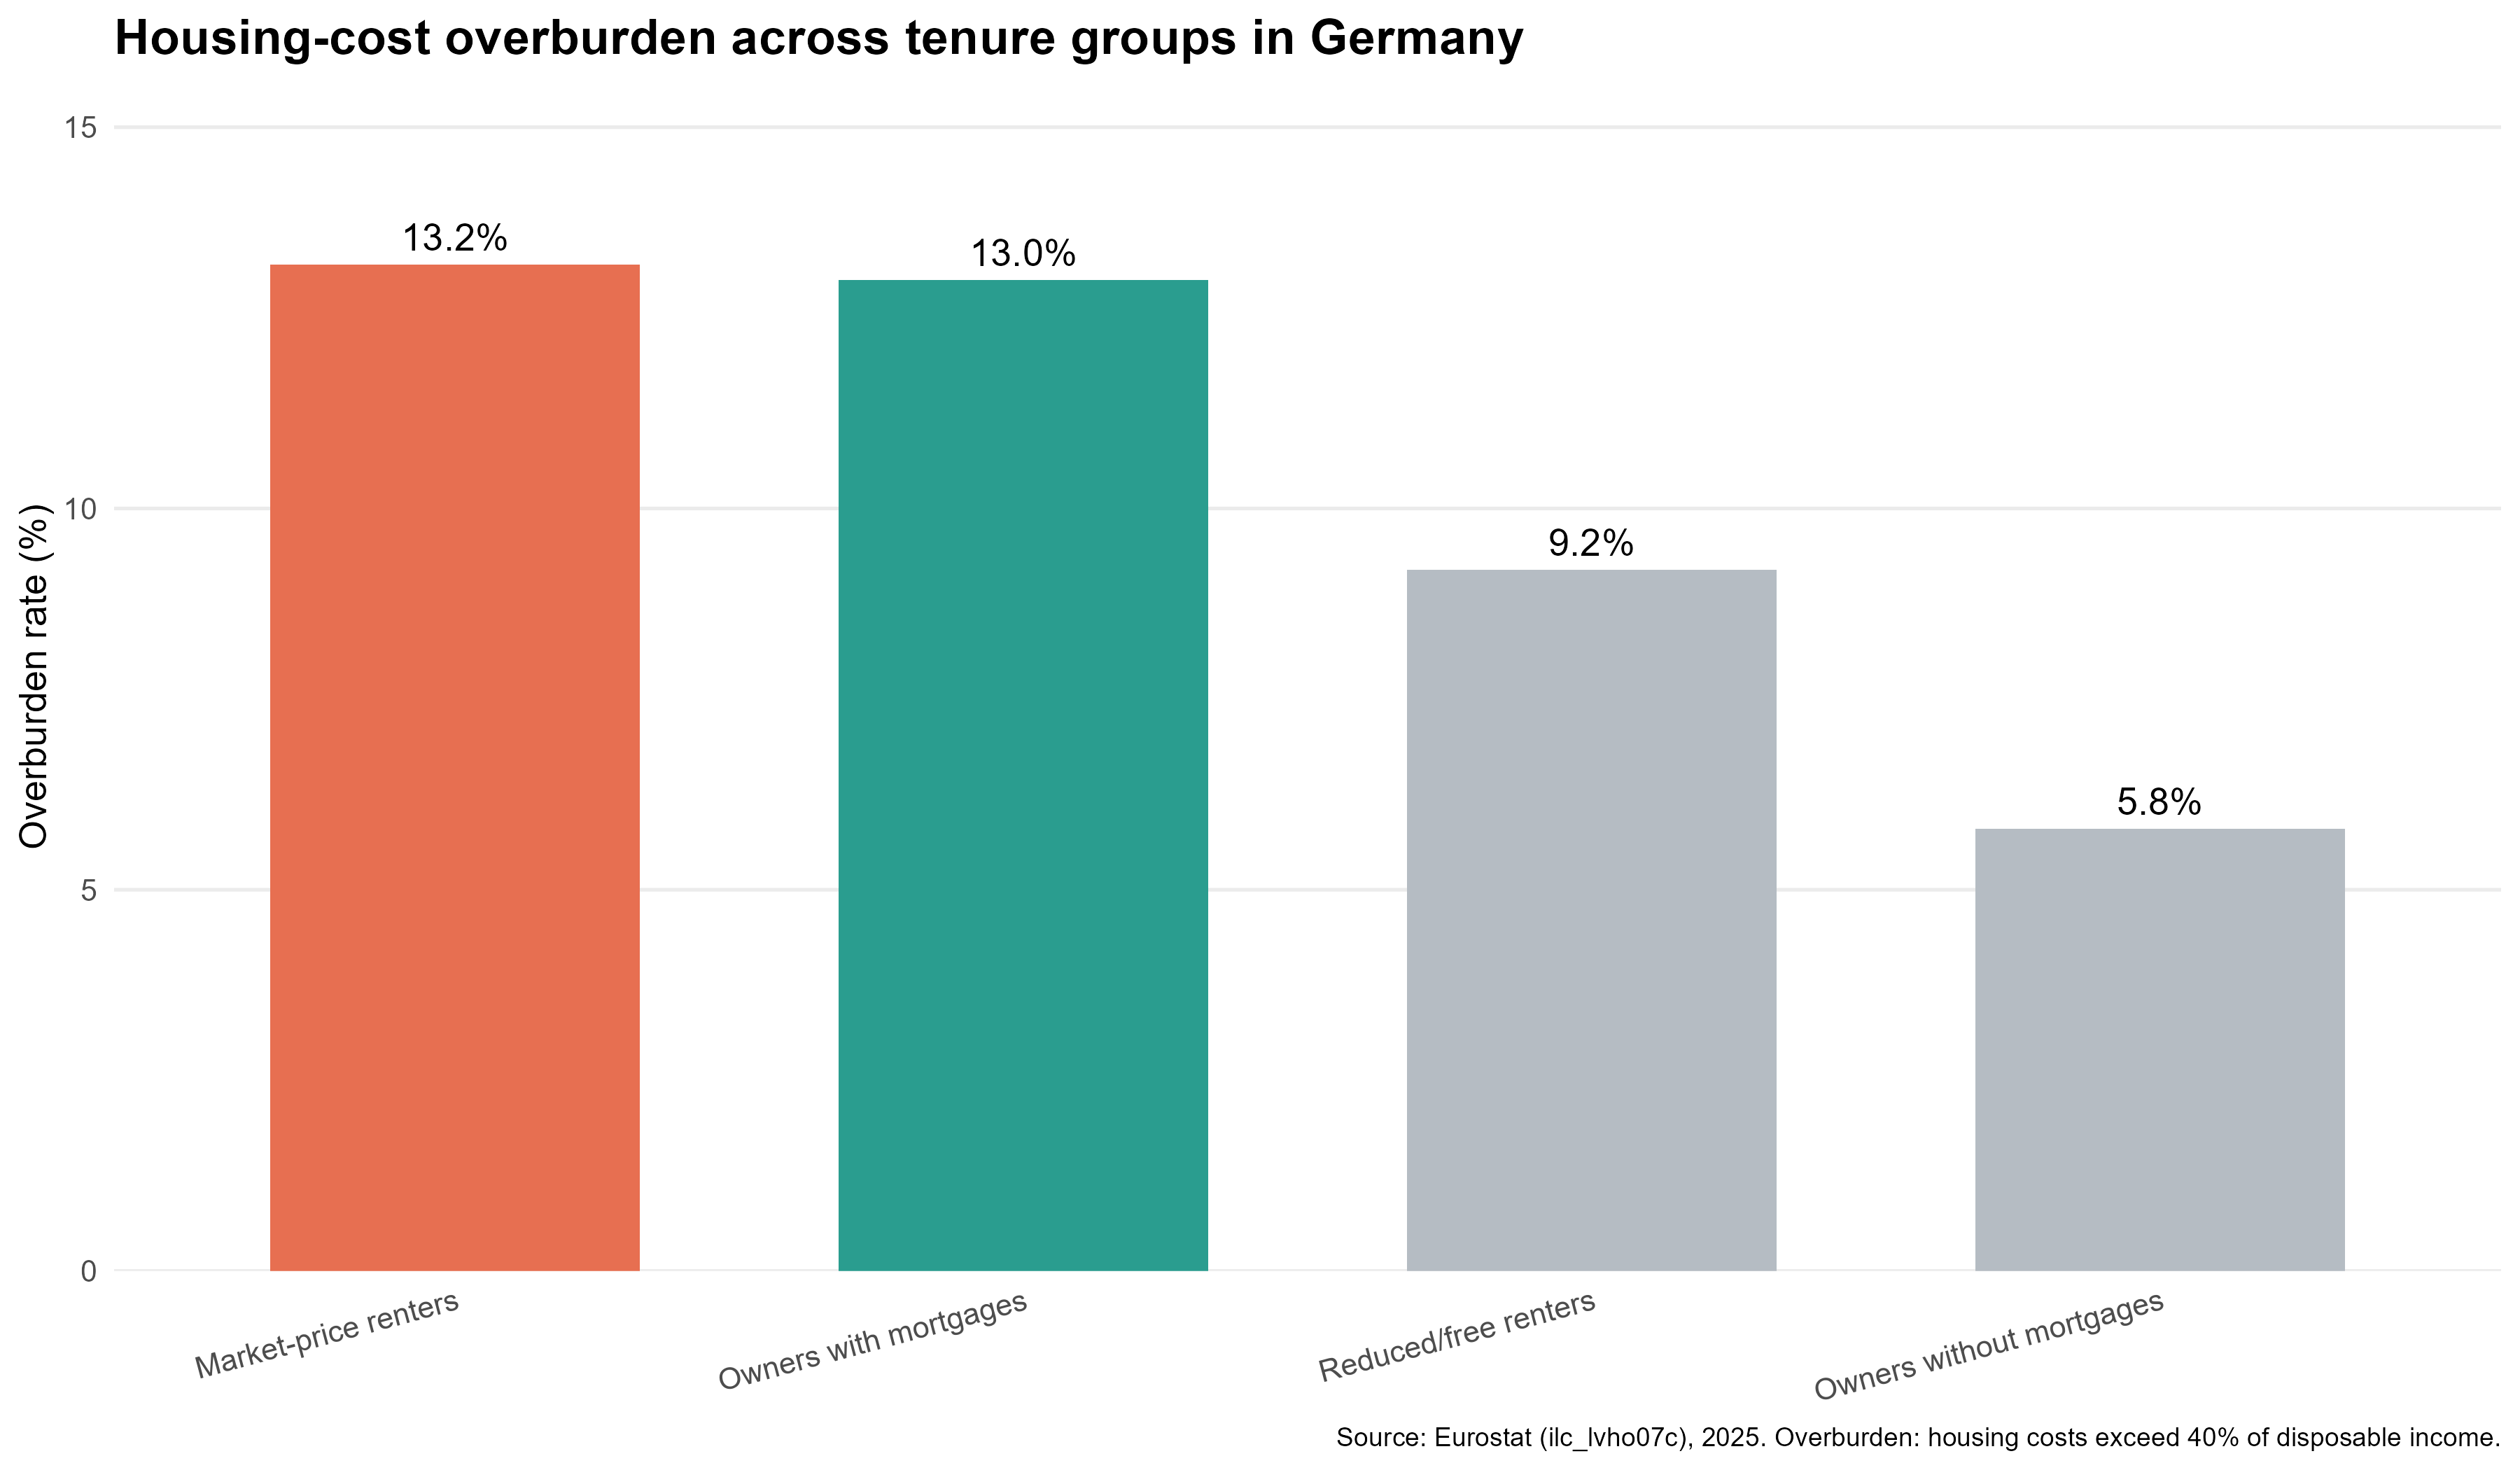 Housing-cost overburden across tenure groups in Germany
15
10
5
0
Overburden rate (%)
13.2%
13.0%
9.2%
5.8%
Market-price renters
Owners with mortgages
Reduced/free renters
Owners without mortgages
Source: Eurostat (ilc_lvho07c), 2025. Overburden: housing costs exceed 40% of disposable income.